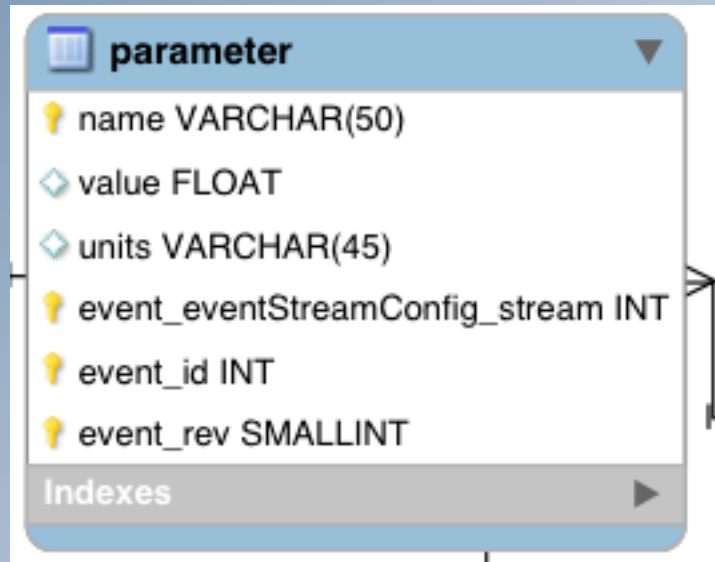 parameter
name VARCHAR(50)
value FLOAT
units VARCHAR(45)
event_eventStreamConfig_stream INT
event_id INT
event_rev SMALLINT
Indexes